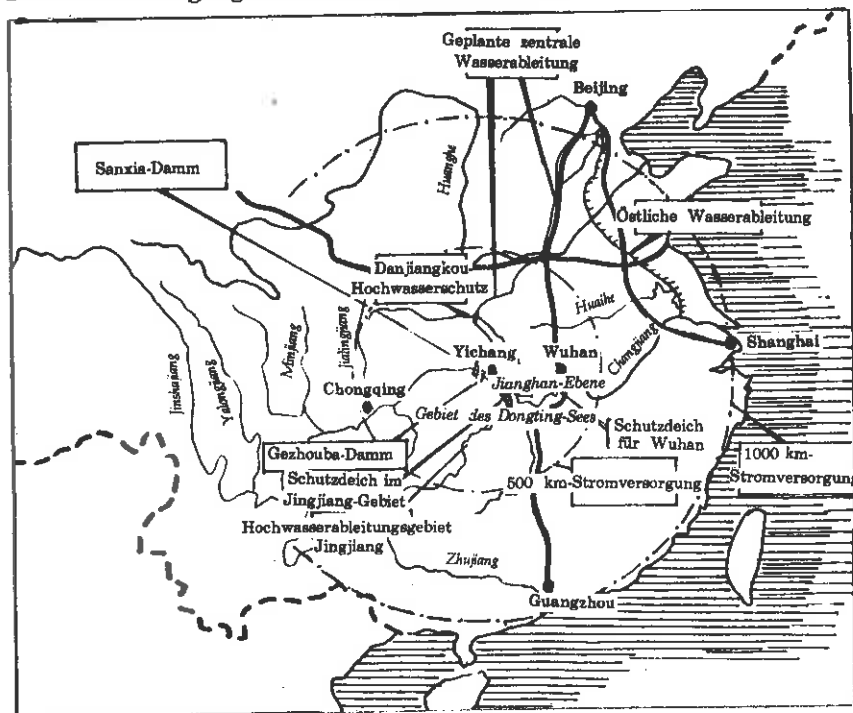 Geplante zentrale
Wasserableitung
Beijing
Sanxia-Damm
Huanghe
Östliche Wasserableitung
Danjiangkou
Hochwasserschutz
Huaihe
Changjiang
Shanghai
Jinshajiang
Yalongjiang
Minjiang
Jialingjiang
Yichang
Wuhan
Jianghan-Ebene
Chongqing
Gebiet des Dongting-Sees
Schutzdeich
für Wuhan
Gezhouba-Damm
1000 km-
Stromversorgung
Schutzdeich im
Jingjiang-Gebiet
500 km-Stromversorgung
Hochwasserableitungsgebiet
Jingjiang
Zhujiang
Guangzhou